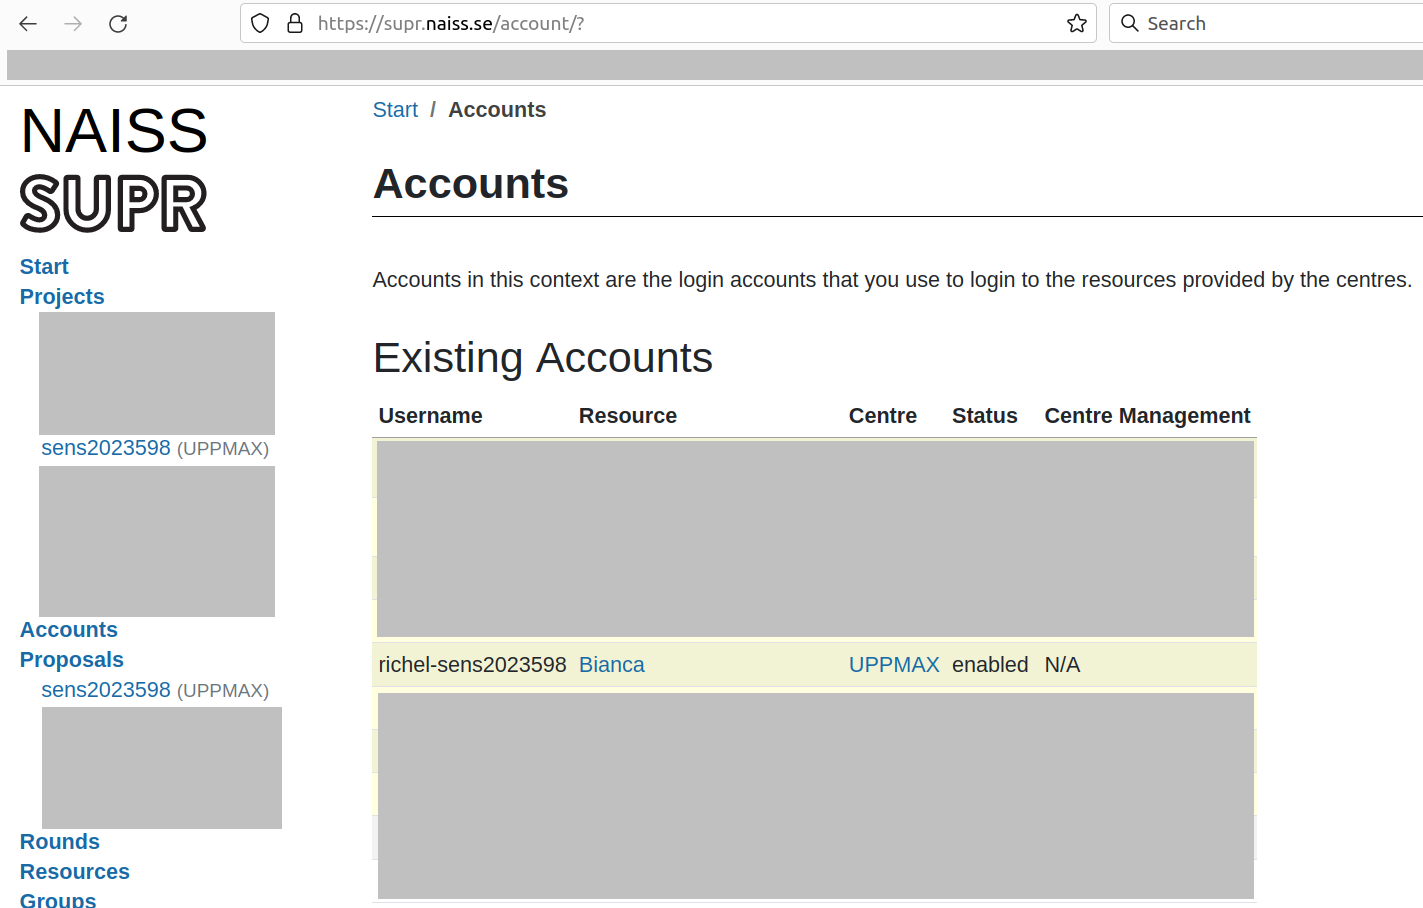 https://supr.naiss.se/account/?
Search
NAISS
SUPR
Start
Projects
sens2023598 (UPPMAX)
Accounts
Proposals
sens2023598 (UPPMAX)
Rounds
Resources
Groups
Start / Accounts
Accounts
Accounts in this context are the login accounts that you use to login to the resources provided by the centres.
Existing Accounts
Username Resource Centre Status Centre Management
richel-sens2023598 Bianca UPPMAX enabled N/A